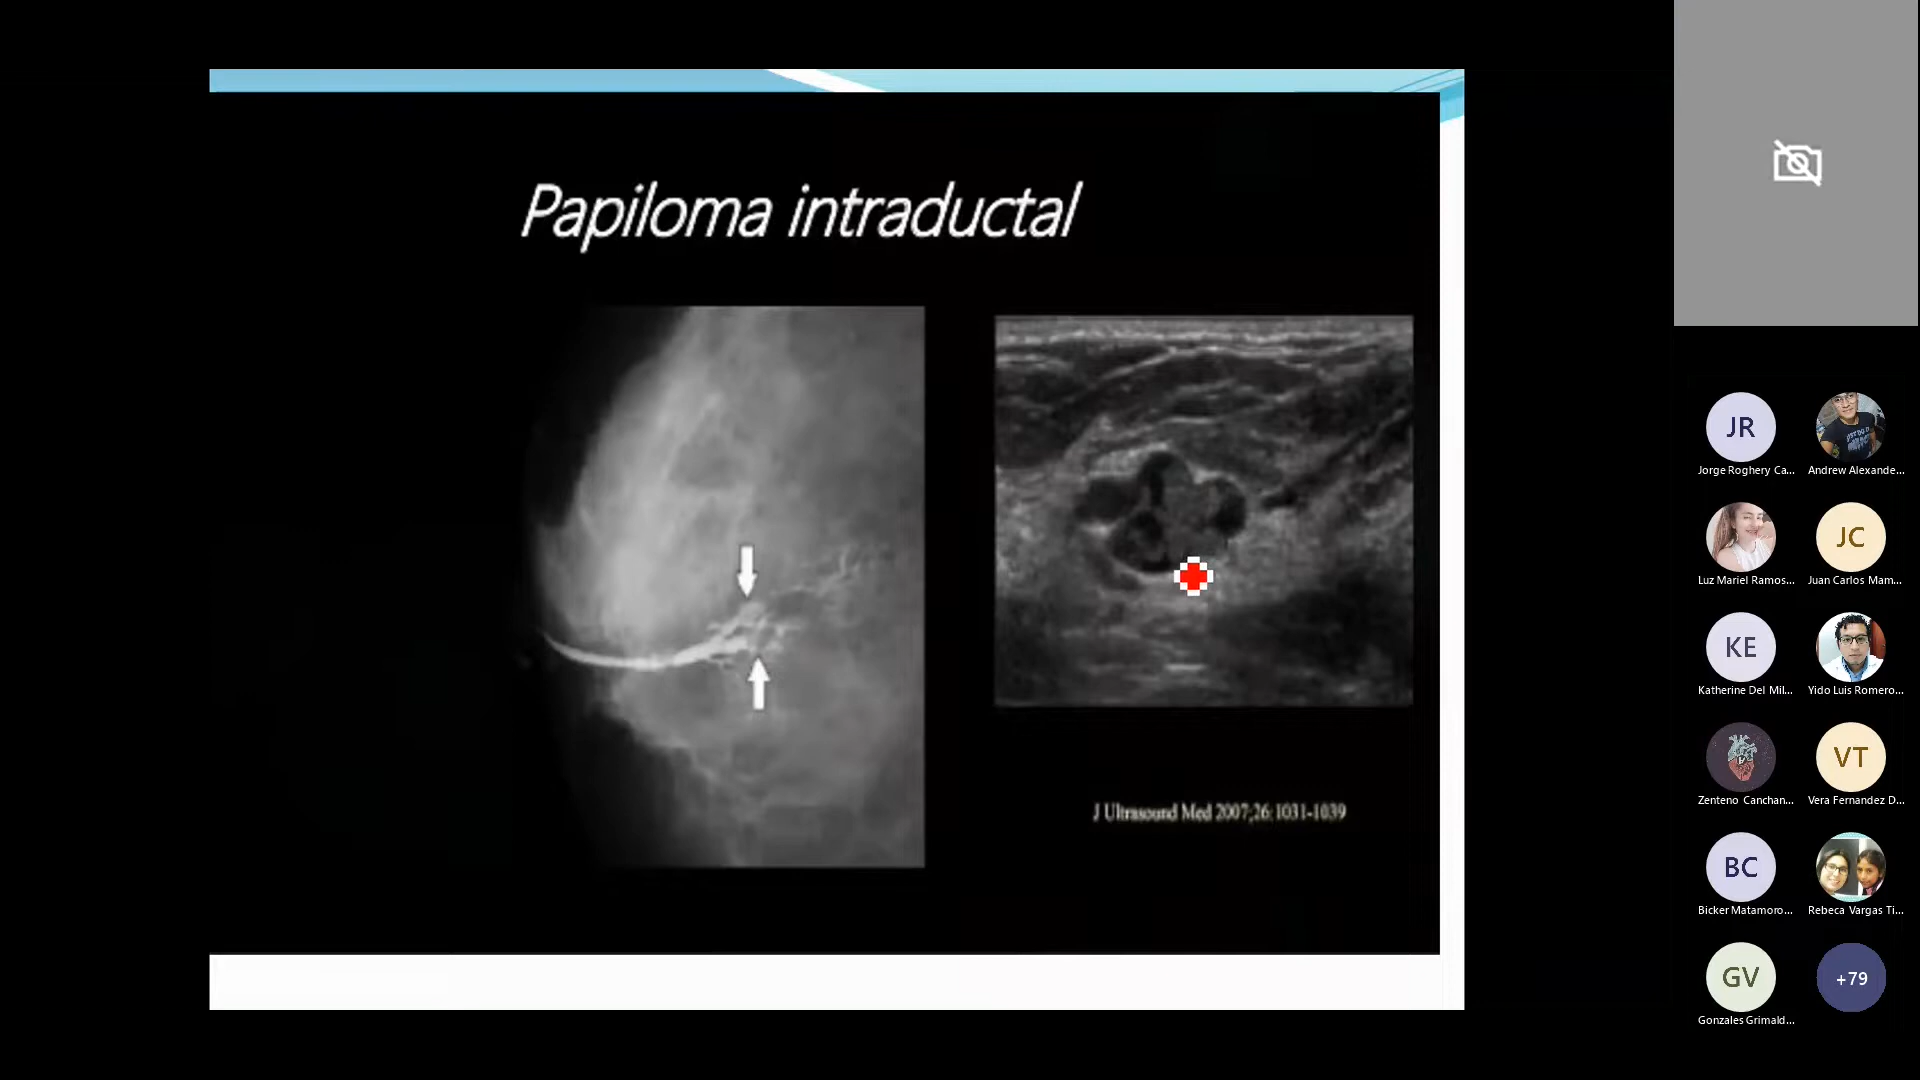 Papiloma intraductal
J Ultrasound Med 2007;26:1031-1039
JR
Jorge Roghery Ca...
Andrew Alexande...
Luz Mariel Ramos...
JC
Juan Carlos Mam...
KE
Katherine Del Mil...
Yido Luis Romero...
Zenteno Canchan...
VT
Vera Fernandez D...
BC
Bicker Matamoro...
Rebeca Vargas Ti...
GV
Gonzales Grimald...
+79